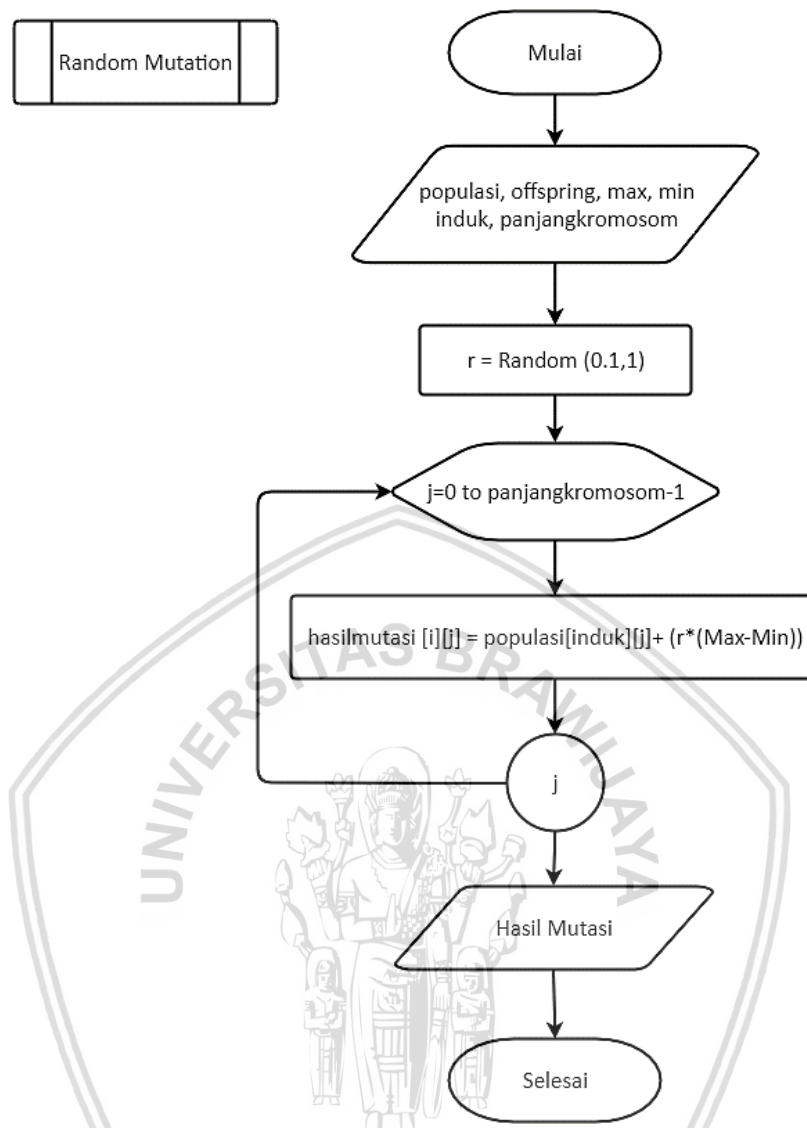 Random Mutation
Mulai
populasi, offspring, max, min
induk, panjangkromosom
r = Random (0.1,1)
j=0 to panjangkromosom-1
hasilmutasi [i][j] = populasi[induk][j]+ (r*(Max-Min))
UNIVERSITAS BRAWIJAYA
j
Hasil Mutasi
Selesai